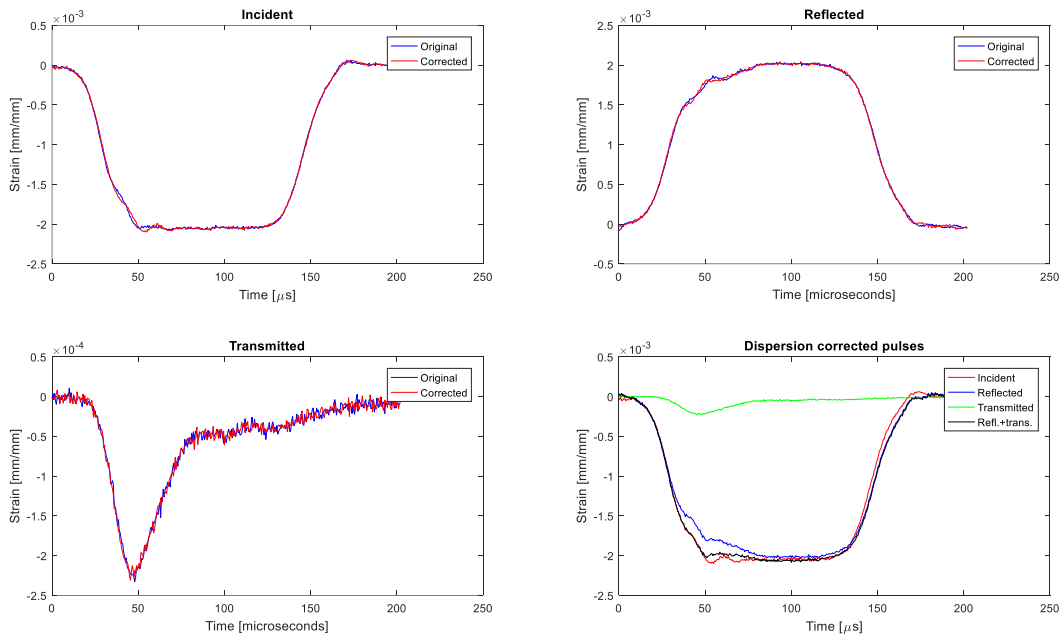 Incident
×10⁻³
0.5
0
-0.5
-1
-1.5
-2
-2.5
Strain [mm/mm]
0 50 100 150 200 250
Time [μs]
Original
Corrected
Reflected
×10⁻³
2.5
2
1.5
1
0.5
0
-0.5
Strain [mm/mm]
0 50 100 150 200 250
Time [microseconds]
Original
Corrected
Transmitted
×10⁻⁴
0.5
0
-0.5
-1
-1.5
-2
-2.5
Strain [mm/mm]
0 50 100 150 200 250
Time [microseconds]
Original
Corrected
Dispersion corrected pulses
×10⁻³
0.5
0
-0.5
-1
-1.5
-2
-2.5
Strain [mm/mm]
0 50 100 150 200 250
Time [μs]
Incident
Reflected
Transmitted
Refl.+trans.